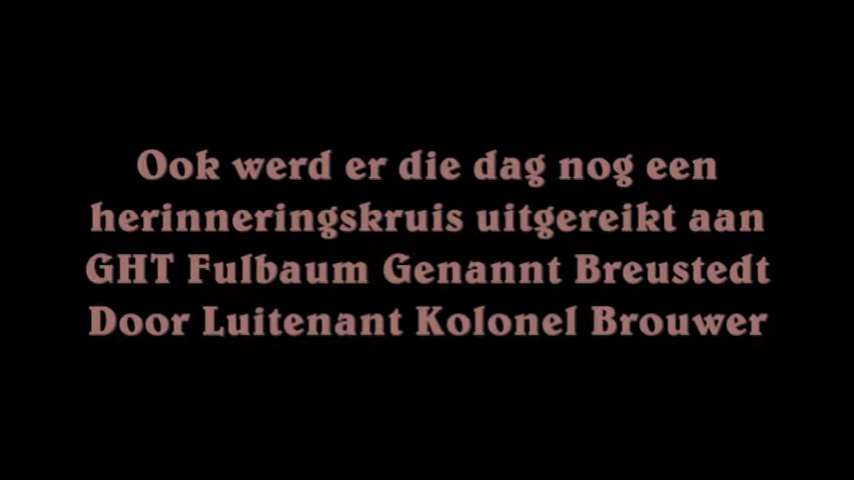 Ook werd er die dag nog een
herinneringskruis uitgereikt aan
GHT Fulbaum Genannt Breustedt
Door Luitenant Kolonel Brouwer